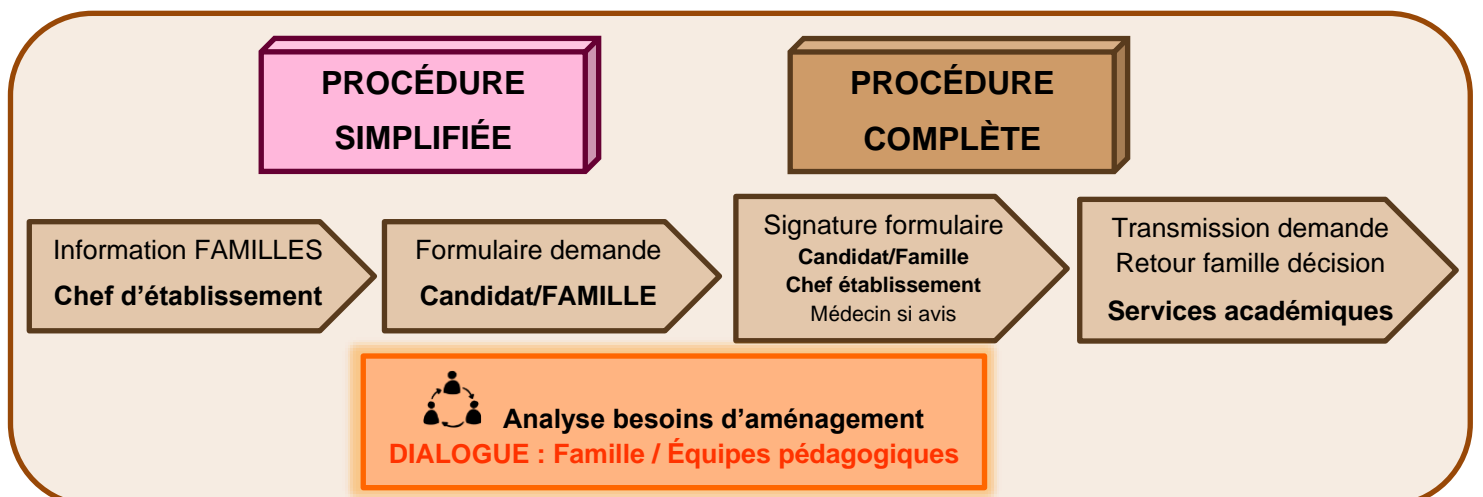 PROCÉDURE
SIMPLIFIÉE
PROCÉDURE
COMPLÈTE
Information FAMILLES
Chef d’établissement
Formulaire demande
Candidat/FAMILLE
Signature formulaire
Candidat/Famille
Chef établissement
Médecin si avis
Transmission demande
Retour famille décision
Services académiques
Analyse besoins d’aménagement
DIALOGUE : Famille / Équipes pédagogiques